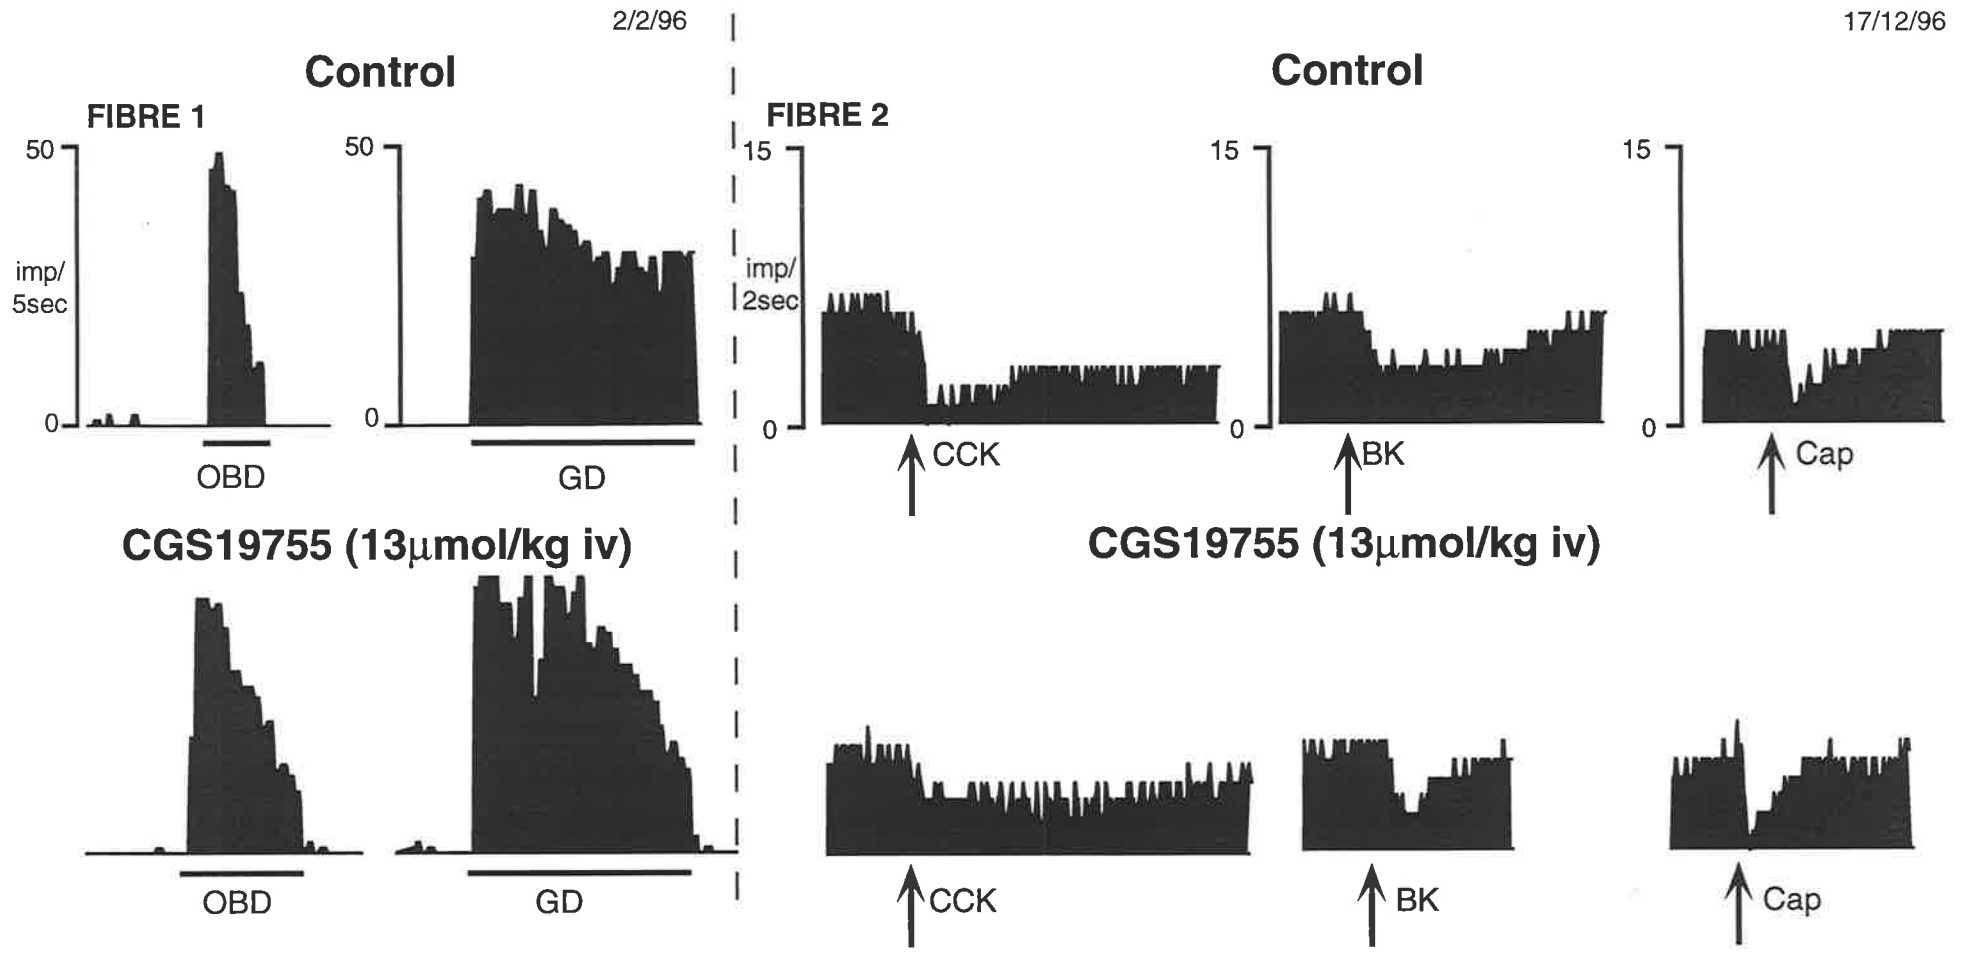 2/2/96
17/12/96
Control
Control
FIBRE 1
FIBRE 2
50
50
15
15
15
imp/
5sec
imp/
2sec
0
0
0
0
0
OBD
GD
CCK
BK
Cap
CGS19755 (13μmol/kg iv)
CGS19755 (13μmol/kg iv)
OBD
GD
CCK
BK
Cap